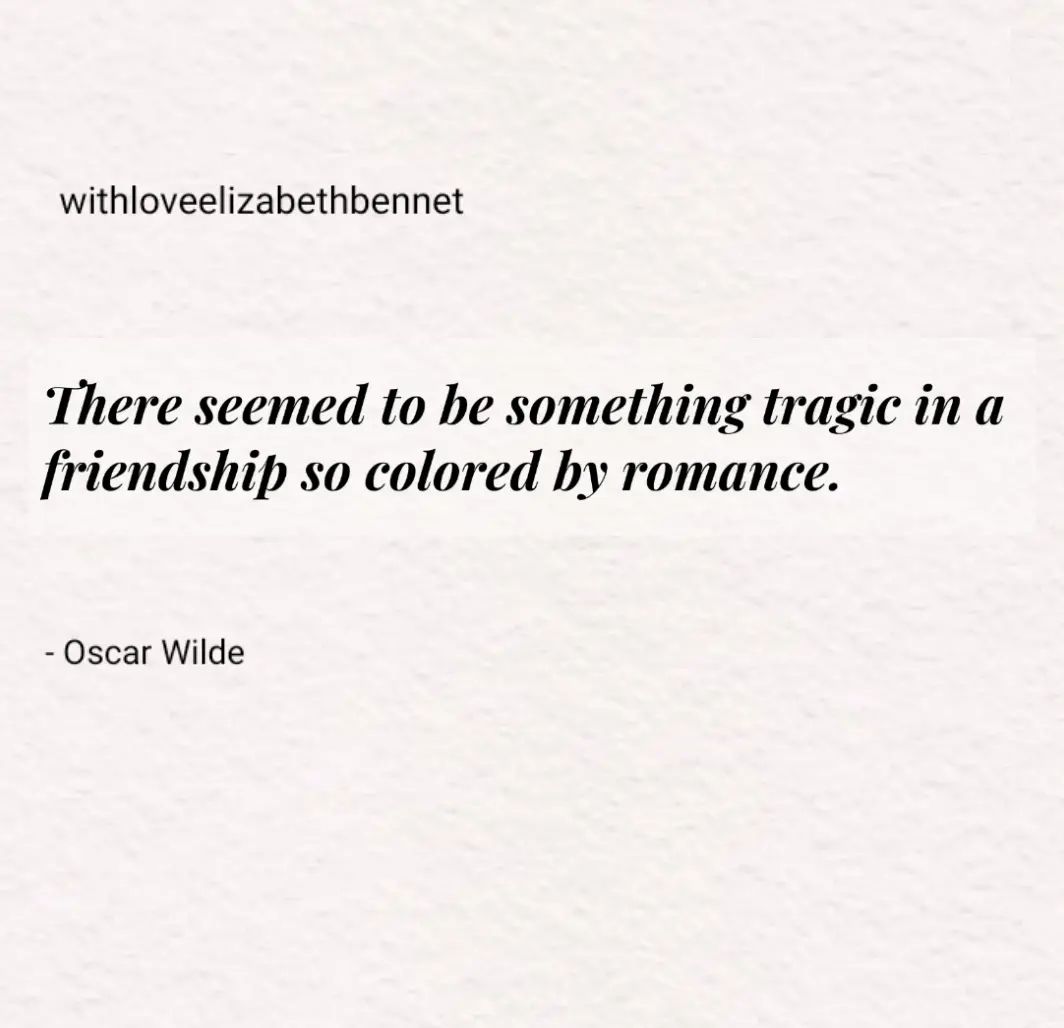 withloveelizabethbennet
There seemed to be something tragic in a
friendship so colored by romance.
- Oscar Wilde